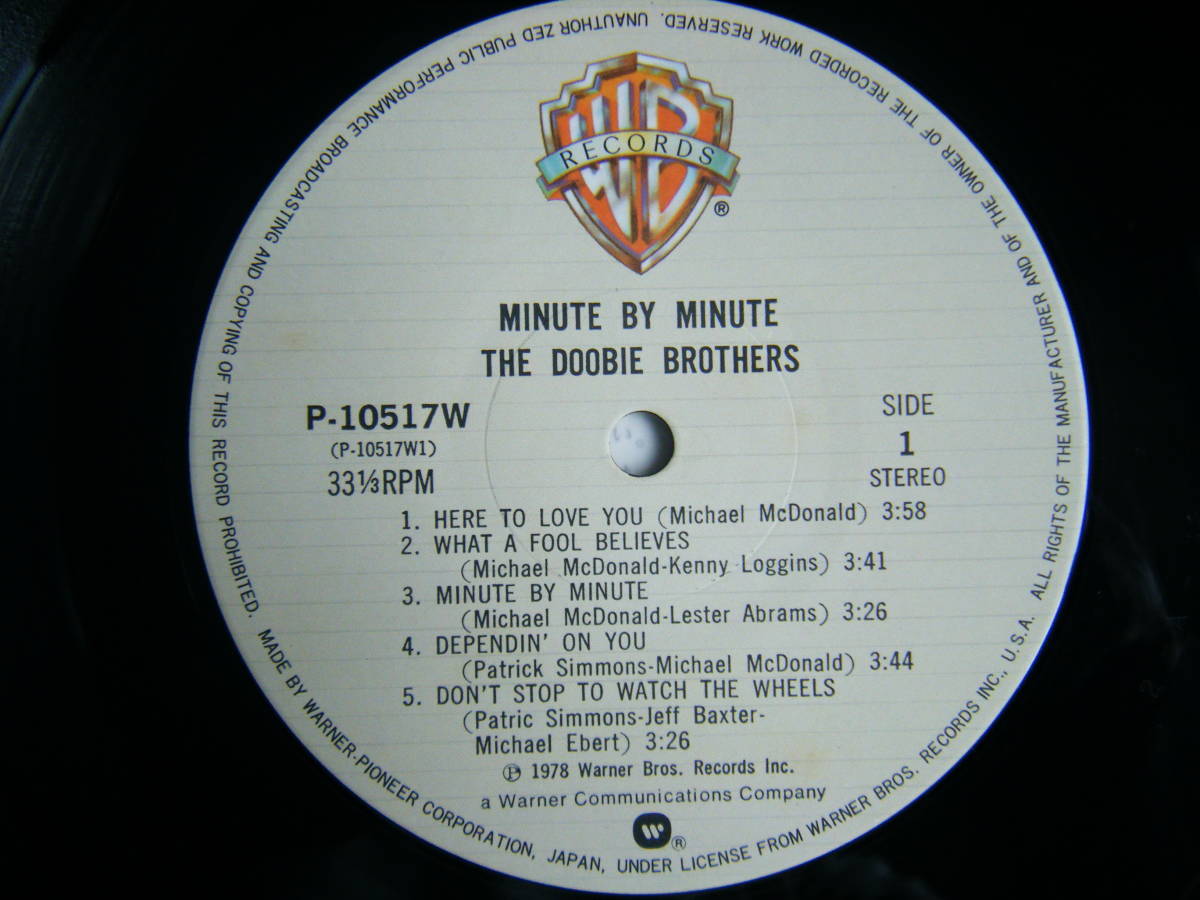 WB
RECORDS
®
MINUTE BY MINUTE
THE DOOBIE BROTHERS
P-10517W
(P-10517W1)
33⅓RPM
SIDE
1
STEREO
1. HERE TO LOVE YOU (Michael McDonald) 3:58
2. WHAT A FOOL BELIEVES
(Michael McDonald-Kenny Loggins) 3:41
3. MINUTE BY MINUTE
(Michael McDonald-Lester Abrams) 3:26
4. DEPENDIN' ON YOU
(Patrick Simmons-Michael McDonald) 3:44
5. DON'T STOP TO WATCH THE WHEELS
(Patric Simmons-Jeff Baxter-
Michael Ebert) 3:26
℗ 1978 Warner Bros. Records Inc.
a Warner Communications Company
®
MADE BY WARNER-PIONEER CORPORATION, JAPAN, UNDER LICENSE FROM WARNER BROS. RECORDS INC., U.S.A. ALL RIGHTS OF THE MANUFACTURER AND OF THE OWNER OF THE RECORDED WORK RESERVED. UNAUTHOR ZED PUBLIC PERFORMANCE BROADCASTING AND COPYING OF THIS RECORD PROHIBITED.